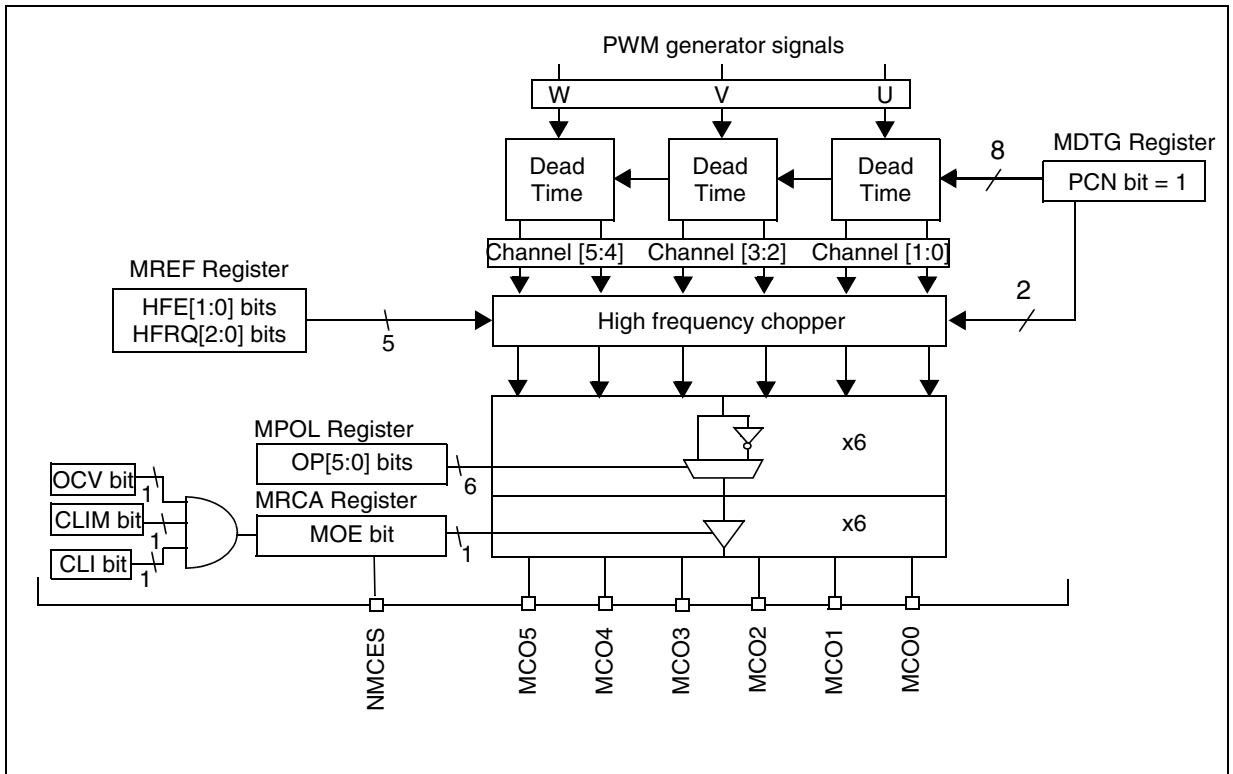 PWM generator signals
W V U
MDTG Register
8
Dead Time
Dead Time
Dead Time
PCN bit = 1
Channel [5:4] Channel [3:2] Channel [1:0]
MREF Register
HFE[1:0] bits
HFRQ[2:0] bits
5
High frequency chopper
2
MPOL Register
OP[5:0] bits
6
x6
OCV bit
1
CLIM bit
1
CLI bit
1
MRCA Register
MOE bit
1
x6
NMCES
MCO5
MCO4
MCO3
MCO2
MCO1
MCO0